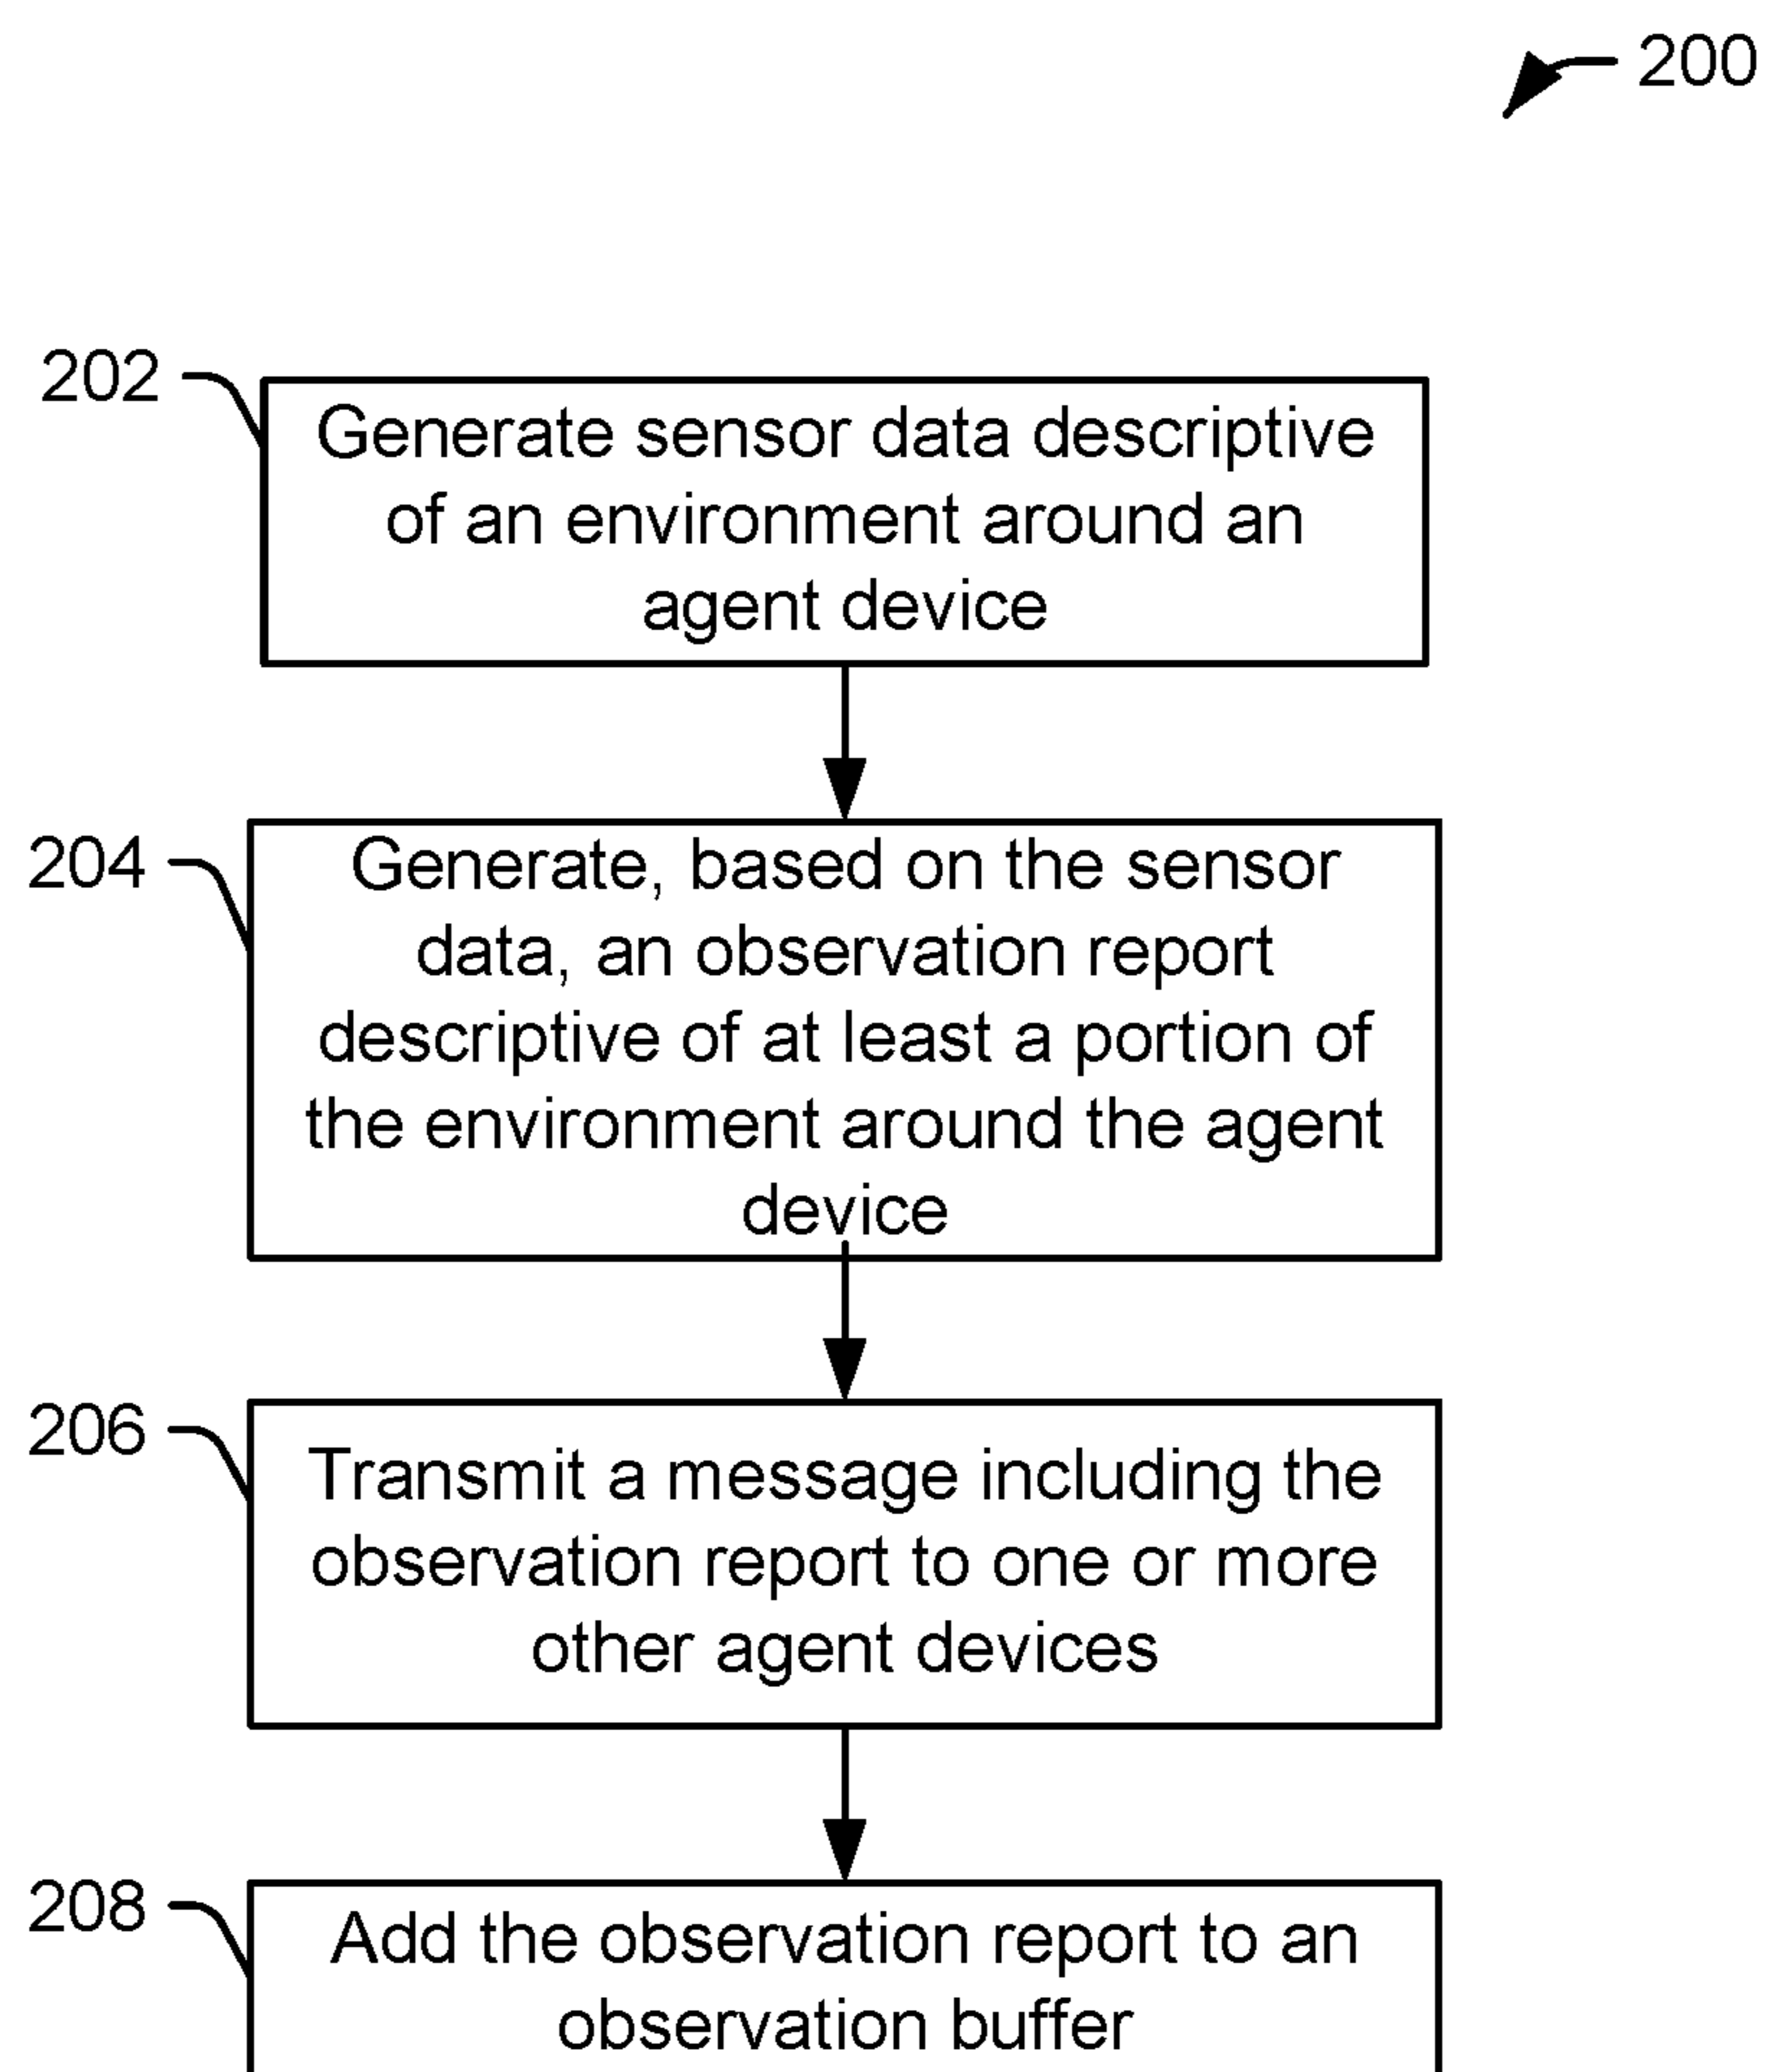 200
202
Generate sensor data descriptive
of an environment around an
agent device
204
Generate, based on the sensor
data, an observation report
descriptive of at least a portion of
the environment around the agent
device
206
Transmit a message including the
observation report to one or more
other agent devices
208
Add the observation report to an
observation buffer